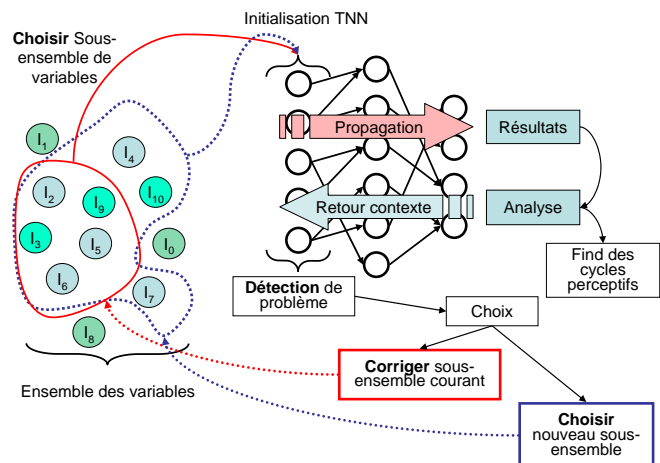 Initialisation TNN
Choisir Sous-
ensemble de
variables
I1
I4
I2
I9
I10
I3
I5
I0
I6
I7
I8
Ensemble des variables
Propagation
Résultats
Retour contexte
Analyse
Find des
cycles
perceptifs
Détection de
problème
Choix
Corriger sous-
ensemble courant
Choisir
nouveau sous-
ensemble